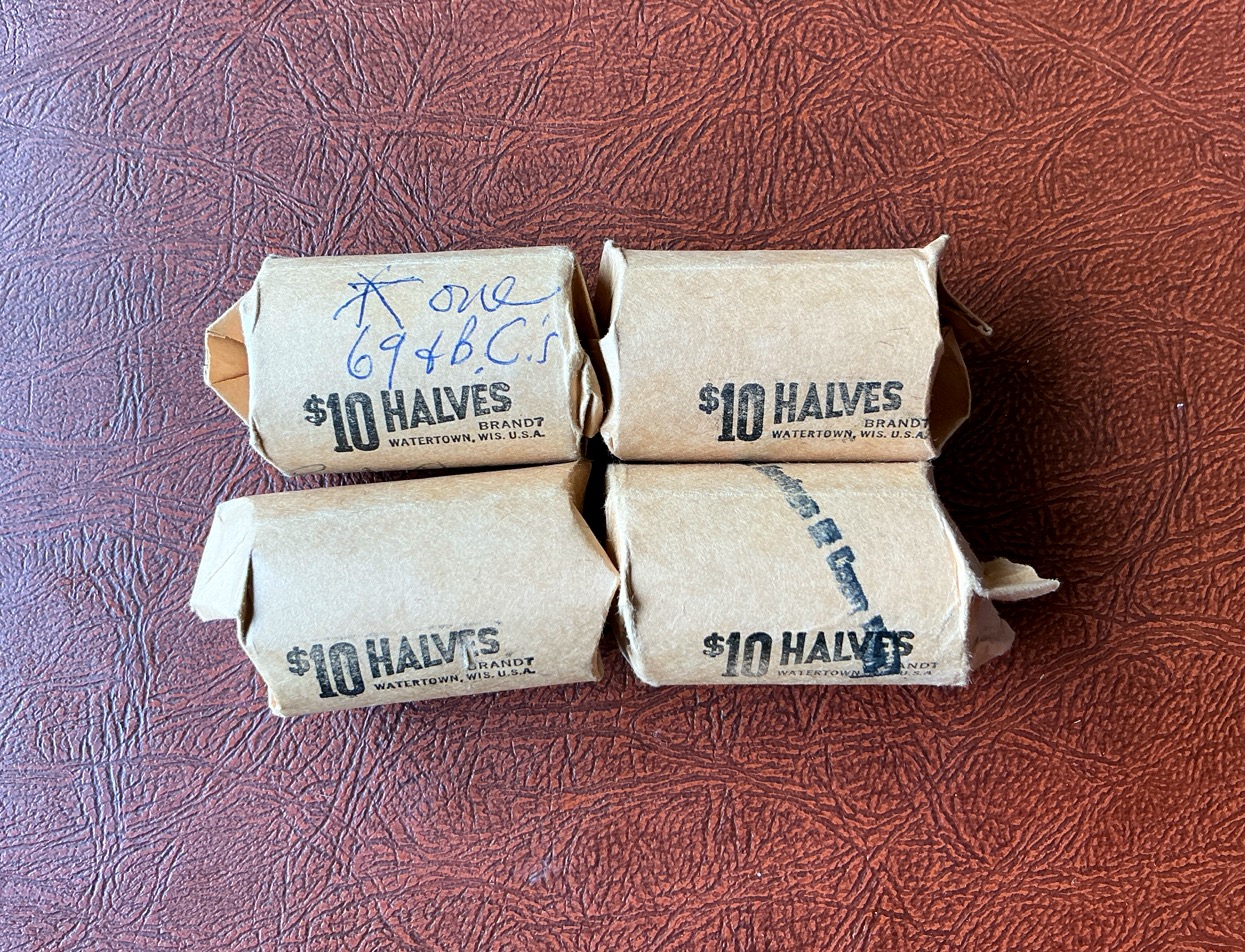 * one
69 & B.C.'s
$10 HALVES
BRANDT
WATERTOWN, WIS. U.S.A.
$10 HALVES
BRANDT
WATERTOWN, WIS. U.S.A.
$10 HALVES
BRANDT
WATERTOWN, WIS. U.S.A.
$10 HALVES
BRANDT
WATERTOWN, WIS. U.S.A.